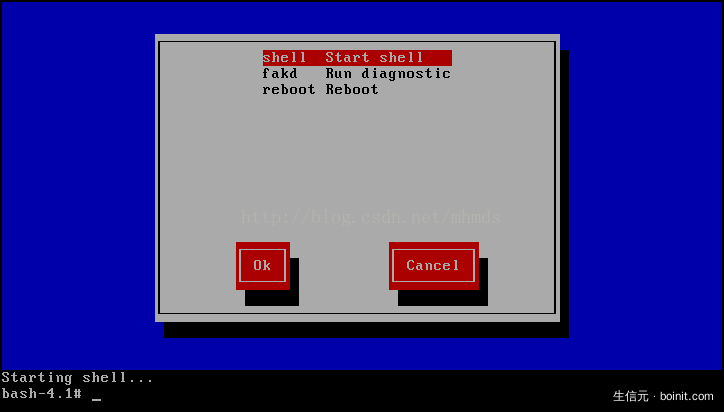 shell Start shell
fakd Run diagnostic
reboot Reboot
http://blog.csdn.net/mhmds
Ok Cancel
Starting shell...
bash-4.1# _
生信元 · boinit.com